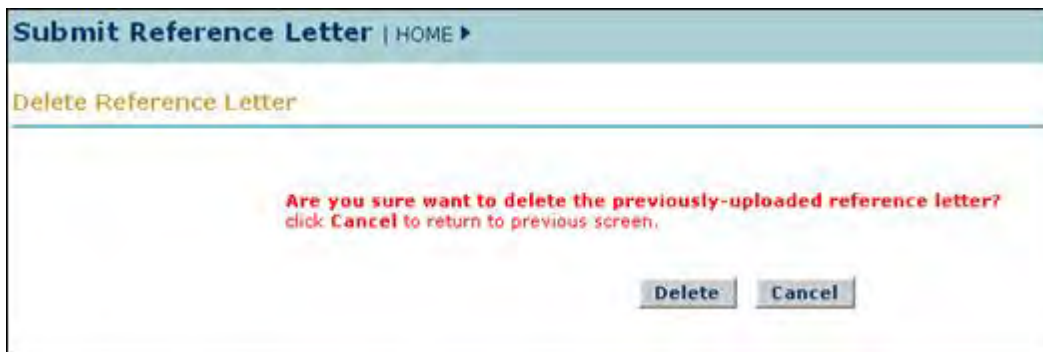 Submit Reference Letter | HOME ▶
Delete Reference Letter
Are you sure want to delete the previously-uploaded reference letter?
click Cancel to return to previous screen.
Delete Cancel